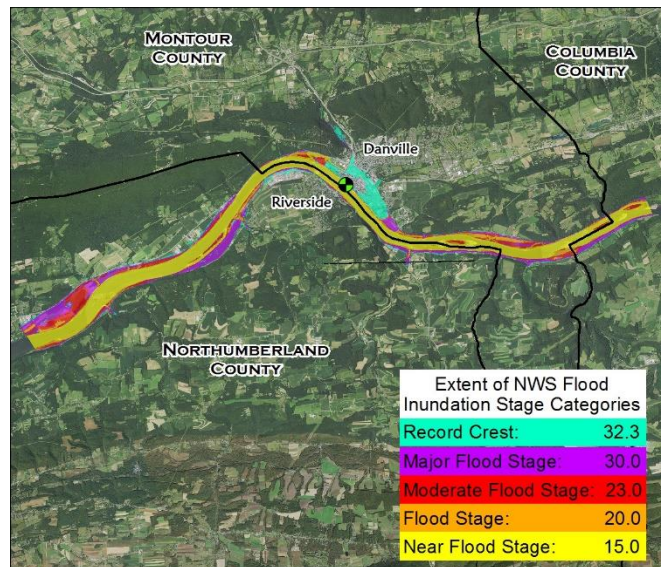 MONTOUR
COUNTY
COLUMBIA
COUNTY
Danville
Riverside
NORTHUMBERLAND
COUNTY
Extent of NWS Flood
Inundation Stage Categories
Record Crest: 32.3
Major Flood Stage: 30.0
Moderate Flood Stage: 23.0
Flood Stage: 20.0
Near Flood Stage: 15.0